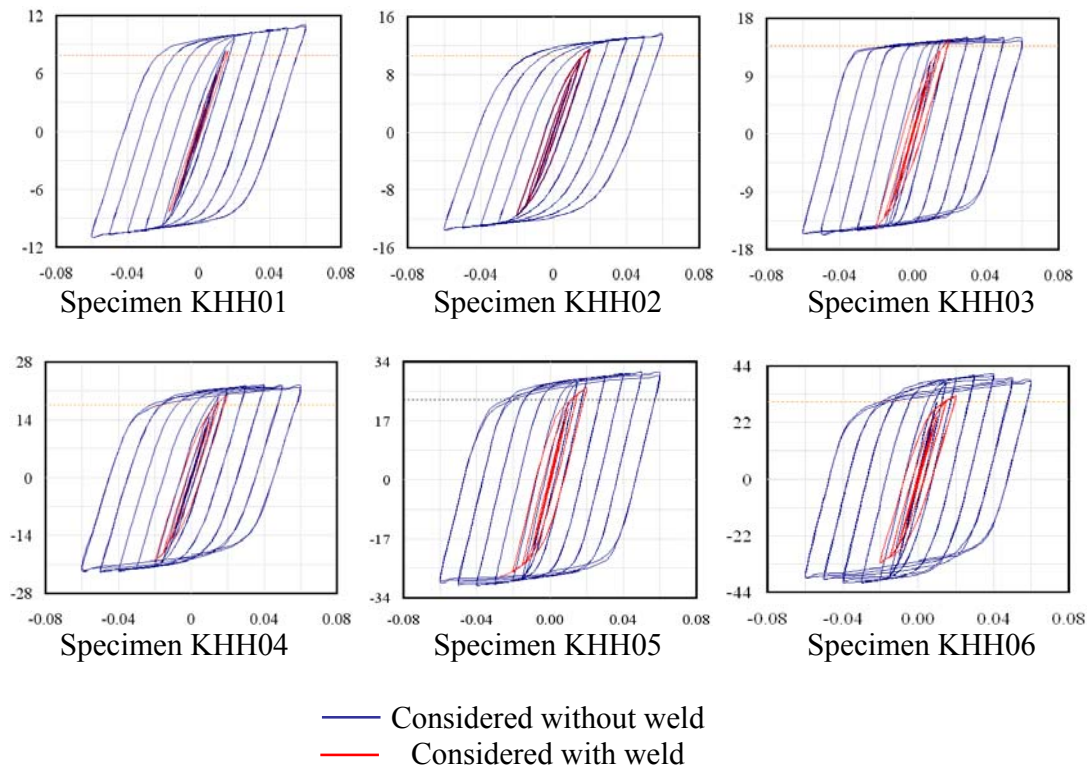 12
6
0
-6
-12
-0.08 -0.04 0 0.04 0.08
Specimen KHH01
16
8
0
-8
-16
-0.08 -0.04 0 0.04 0.08
Specimen KHH02
18
9
0
-9
-18
-0.08 -0.04 0.00 0.04 0.08
Specimen KHH03
28
14
0
-14
-28
-0.08 -0.04 0 0.04 0.08
Specimen KHH04
34
17
0
-17
-34
-0.08 -0.04 0.00 0.04 0.08
Specimen KHH05
44
22
0
-22
-44
-0.08 -0.04 0.00 0.04 0.08
Specimen KHH06
Considered without weld
Considered with weld